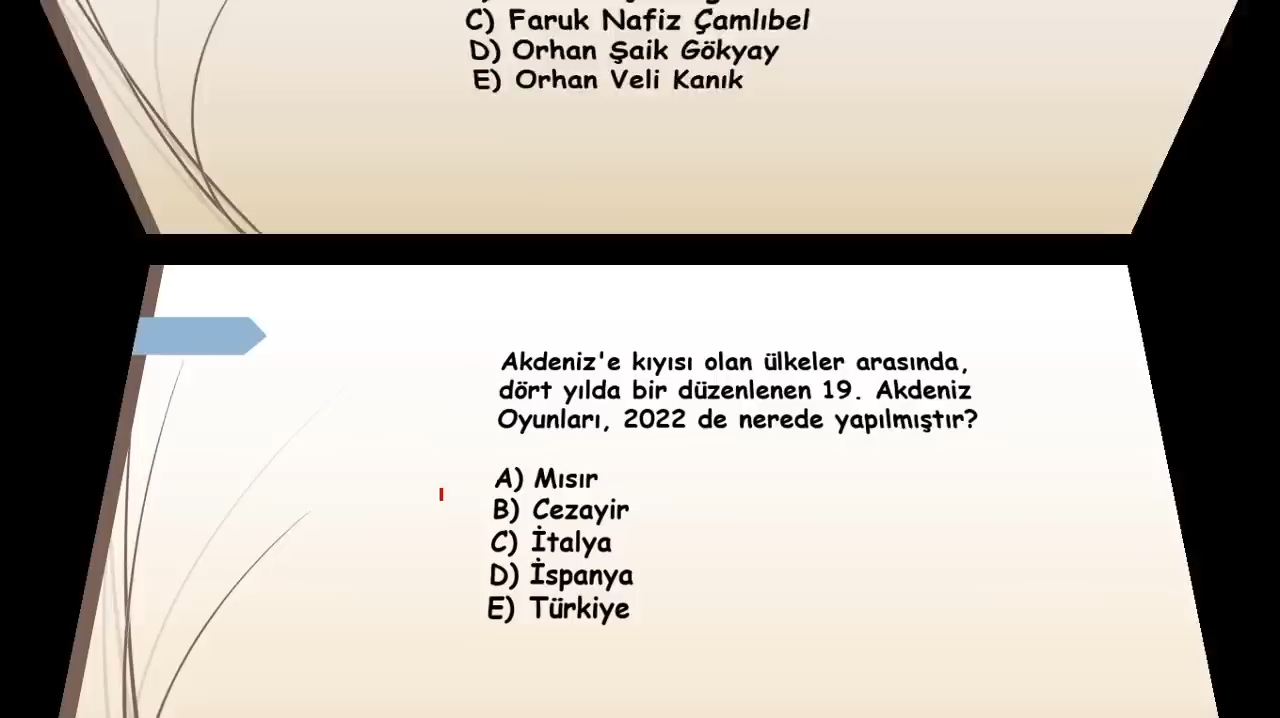 C) Faruk Nafiz Çamlıbel
D) Orhan Şaik Gökyay
E) Orhan Veli Kanık
Akdeniz'e kıyısı olan ülkeler arasında,
dört yılda bir düzenlenen 19. Akdeniz
Oyunları, 2022 de nerede yapılmıştır?
A) Mısır
B) Cezayir
C) İtalya
D) İspanya
E) Türkiye